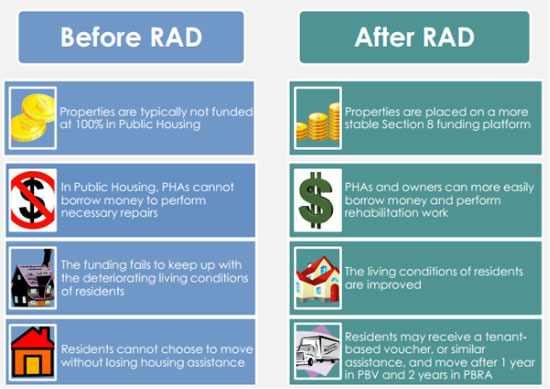 Before RAD
After RAD
Properties are typically not funded
at 100% in Public Housing
Properties are placed on a more
stable Section 8 funding platform
In Public Housing, PHAs cannot
borrow money to perform
necessary repairs
PHAs and owners can more easily
borrow money and perform
rehabilitation work
The funding fails to keep up with
the deteriorating living conditions
of residents
The living conditions of residents
are improved
Residents cannot choose to move
without losing housing assistance
Residents may receive a tenant-
based voucher, or similar
assistance, and move after 1 year
in PBV and 2 years in PBRA